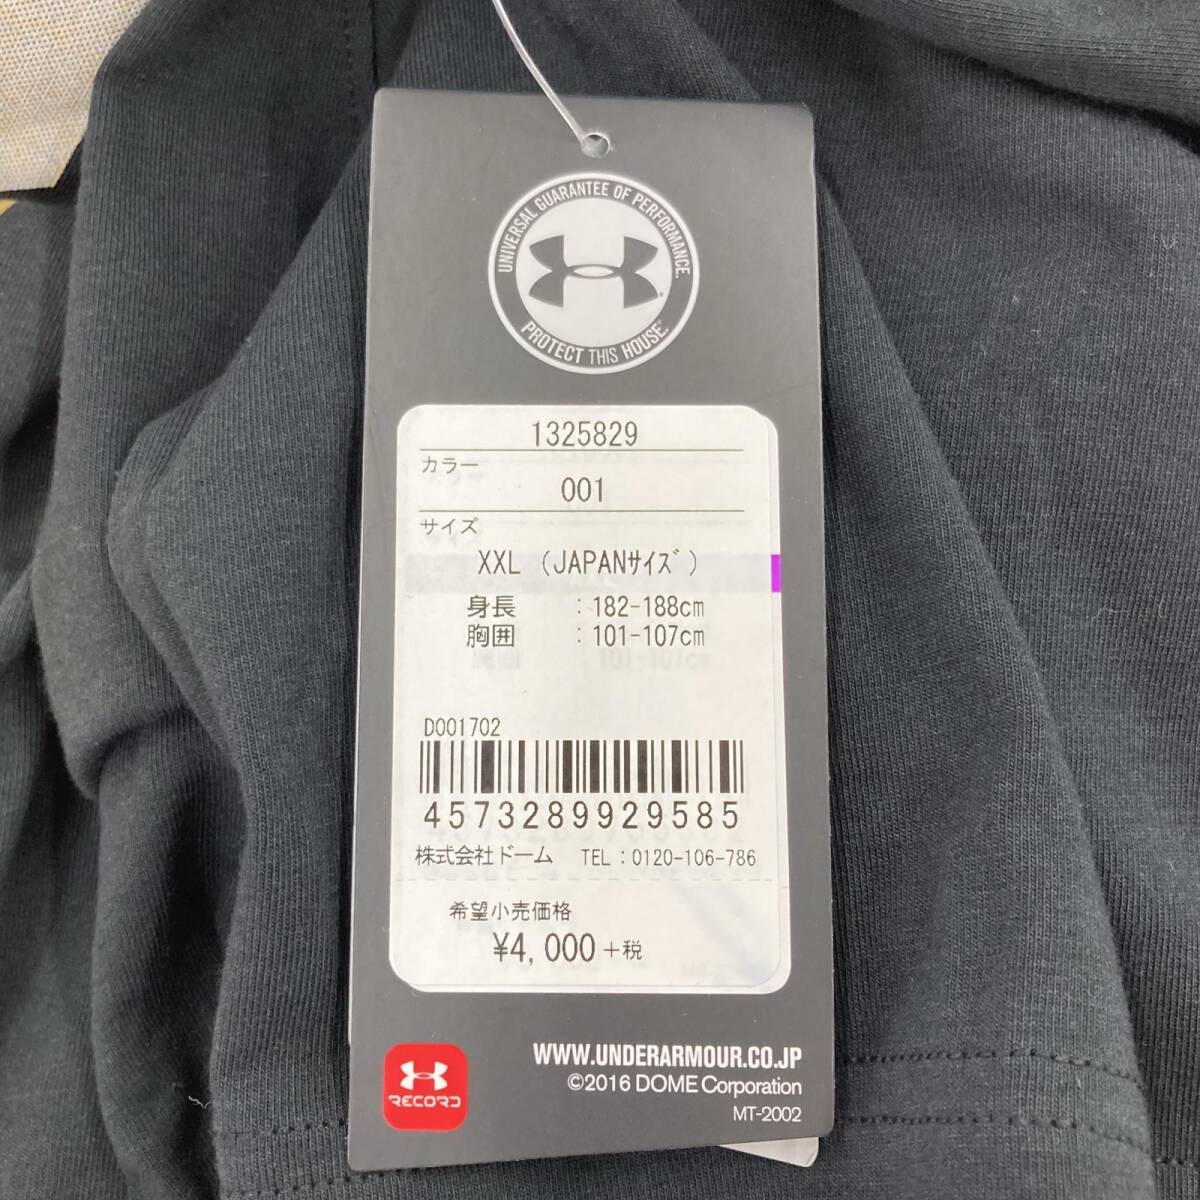 UNIVERSAL GUARANTEE OF PERFORMANCE.
PROTECT THIS HOUSE.
1325829
カラー
001
サイズ
XXL (JAPANｻｲｽﾞ)
身長 : 182-188cm
胸囲 : 101-107cm
D001702
4573289929585
株式会社ドーム TEL : 0120-106-786
希望小売価格
¥4,000+税
WWW.UNDERARMOUR.CO.JP
©2016 DOME Corporation
MT-2002
RECORD